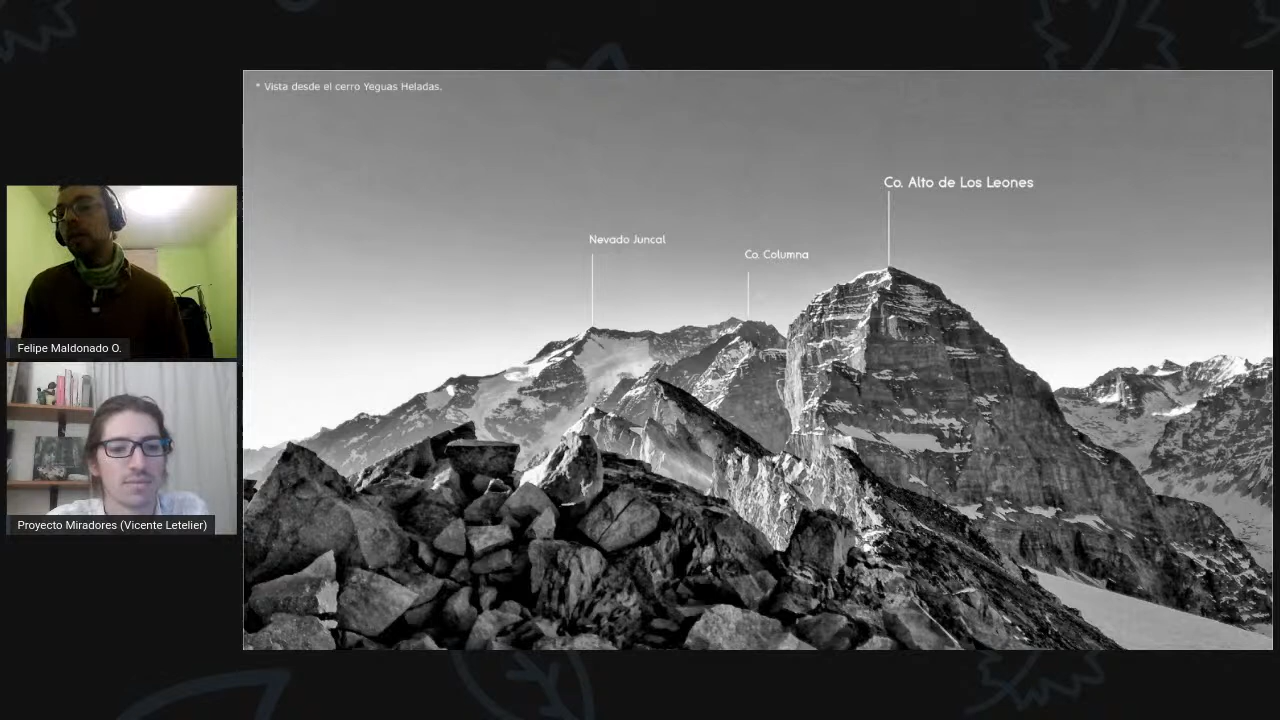 * Vista desde el cerro Yeguas Heladas.
Co. Alto de Los Leones
Nevado Juncal
Co. Columna
Felipe Maldonado O.
Proyecto Miradores (Vicente Letelier)